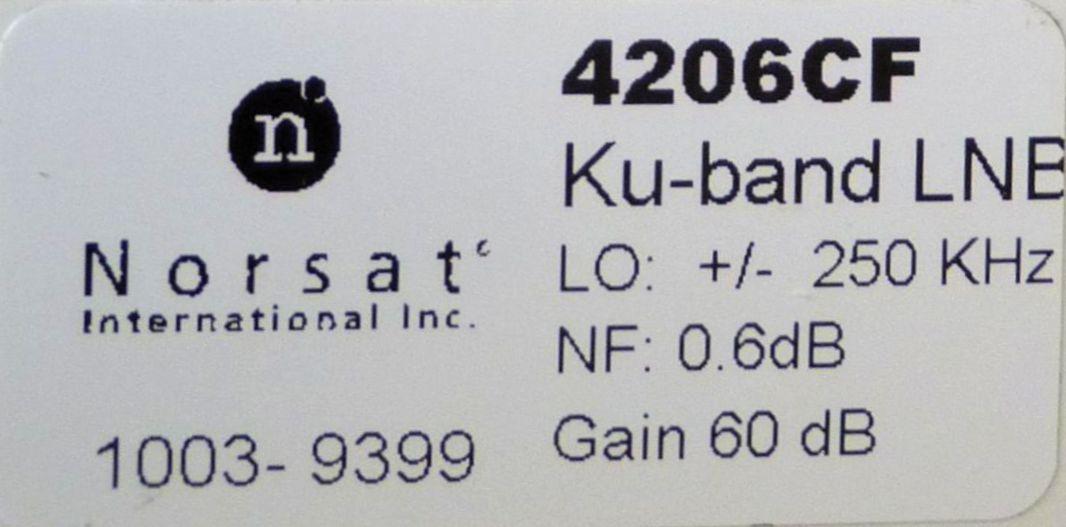 n
Norsat
International Inc.
1003- 9399
4206CF
Ku-band LNB
LO: +/- 250 KHz
NF: 0.6dB
Gain 60 dB